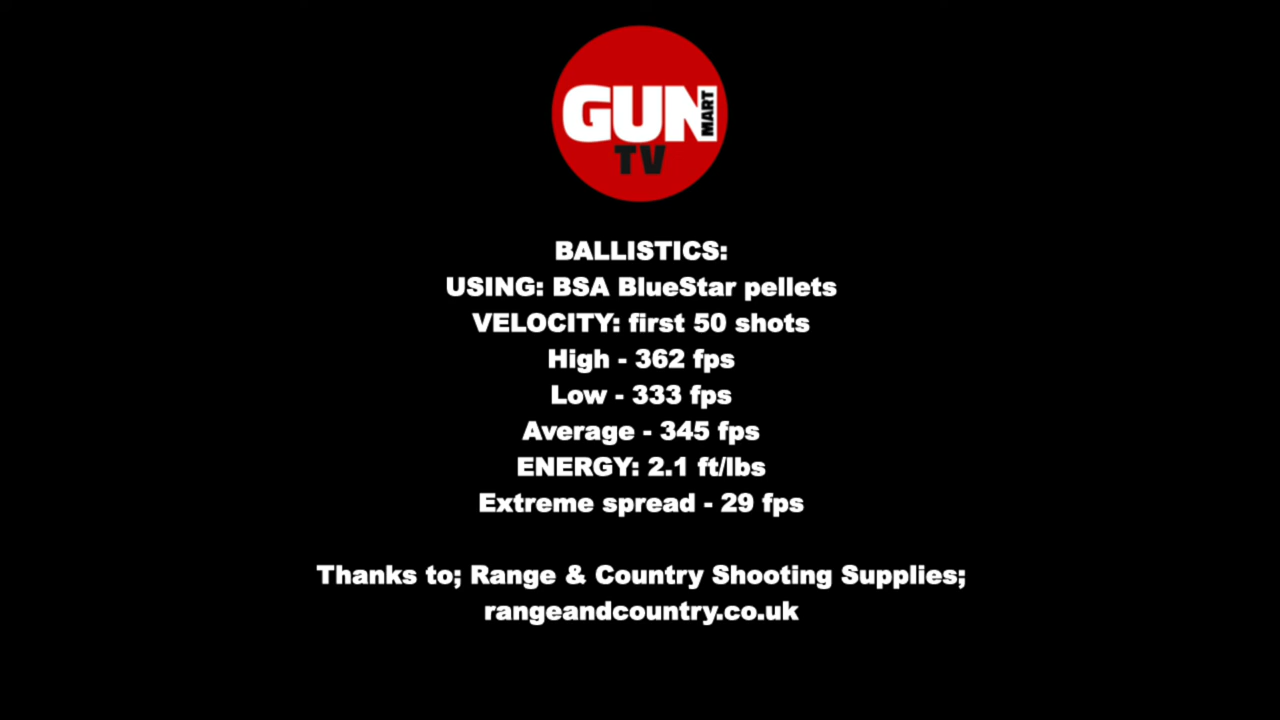 GUN
MART
TV
BALLISTICS:
USING: BSA BlueStar pellets
VELOCITY: first 50 shots
High - 362 fps
Low - 333 fps
Average - 345 fps
ENERGY: 2.1 ft/lbs
Extreme spread - 29 fps
Thanks to; Range & Country Shooting Supplies;
rangeandcountry.co.uk